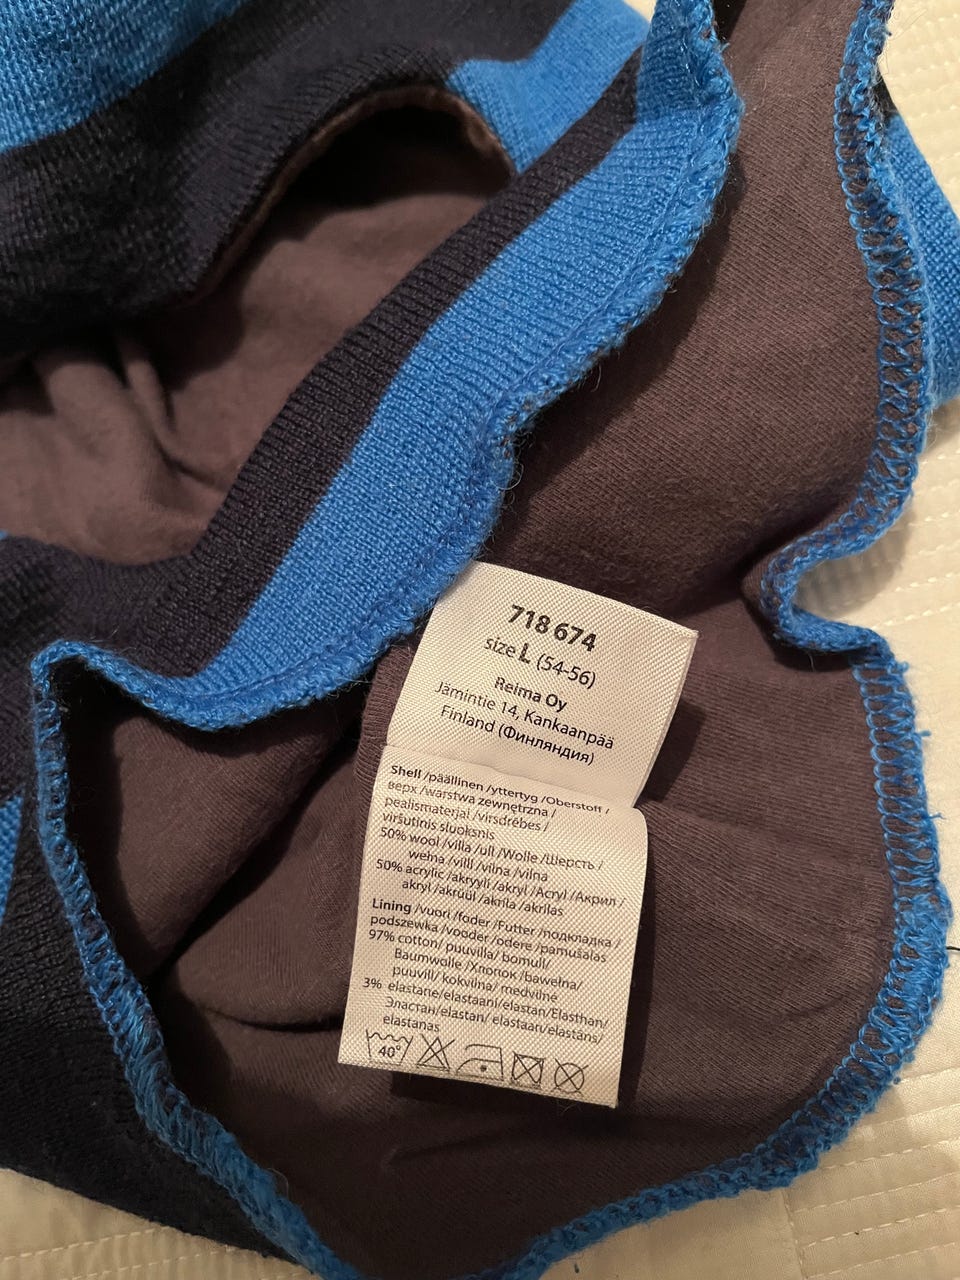 718 674
size L (54-56)
Reima Oy
Jämintie 14, Kankaanpää
Finland (Финляндия)
Shell /päällinen /yttertyg /Oberstoff /
верх /warstwa zewnętrzna /
pealismaterjal /virsdrēbes /
viršutinis sluoksnis
50% wool /villa /ull /Wolle /Шерсть /
wełna /villl /vilna /vilna
50% acrylic /akryyli /akryl /Acryl /Акрил /
akryl /akrüül /akrila /akrilas
Lining /vuori /foder /Futter /подкладка /
podszewka /vooder /odere /pamušalas
97% cotton/ puuvilla/ bomull/
Baumwolle /Хлопок /bawełna/
puuvill/ kokvilna/ medvilnė
3% elastane/elastaani/elastan/Elasthan/
Эластан/elastan/ elastaan/elastāns/
elastanas
40°